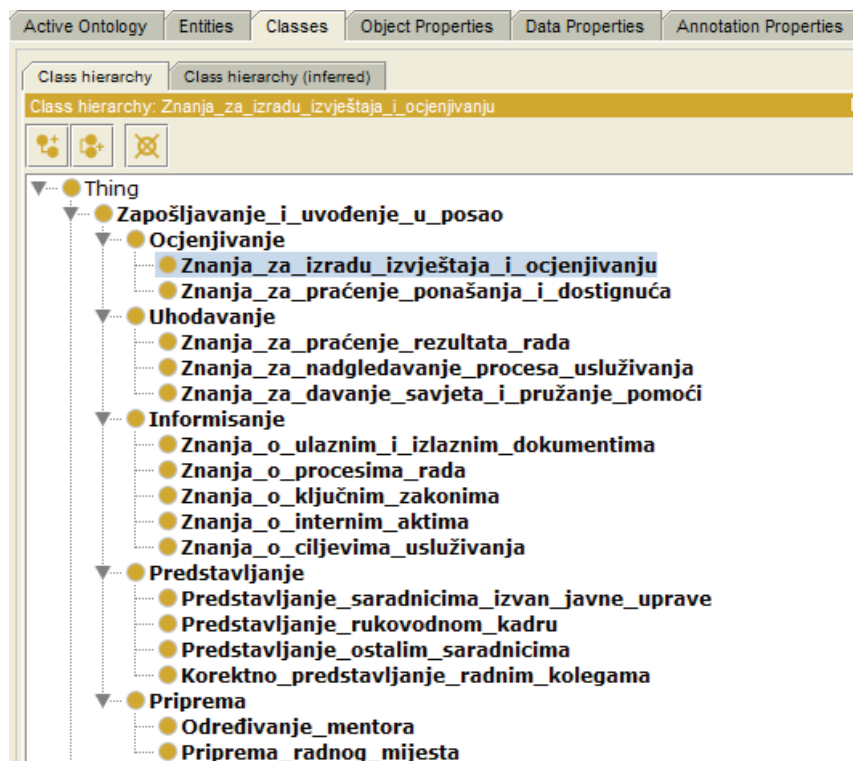 Active Ontology Entities Classes Object Properties Data Properties Annotation Properties
Class hierarchy Class hierarchy (inferred)
Class hierarchy: Znanja_za_izradu_izvještaja_i_ocjenjivanju
Thing
Zapošljavanje_i_uvođenje_u_posao
Ocjenjivanje
Znanja_za_izradu_izvještaja_i_ocjenjivanju
Znanja_za_praćenje_ponašanja_i_dostignuća
Uhodavanje
Znanja_za_praćenje_rezultata_rada
Znanja_za_nadgledavanje_procesa_usluživanja
Znanja_za_davanje_savjeta_i_pružanje_pomoći
Informisanje
Znanja_o_ulaznim_i_izlaznim_dokumentima
Znanja_o_procesima_rada
Znanja_o_ključnim_zakonima
Znanja_o_internim_aktima
Znanja_o_ciljevima_usluživanja
Predstavljanje
Predstavljanje_saradnicima_izvan_javne_uprave
Predstavljanje_rukovodnom_kadru
Predstavljanje_ostalim_saradnicima
Korektno_predstavljanje_radnim_kolegama
Priprema
Određivanje_mentora
Priprema_radnog_mijesta